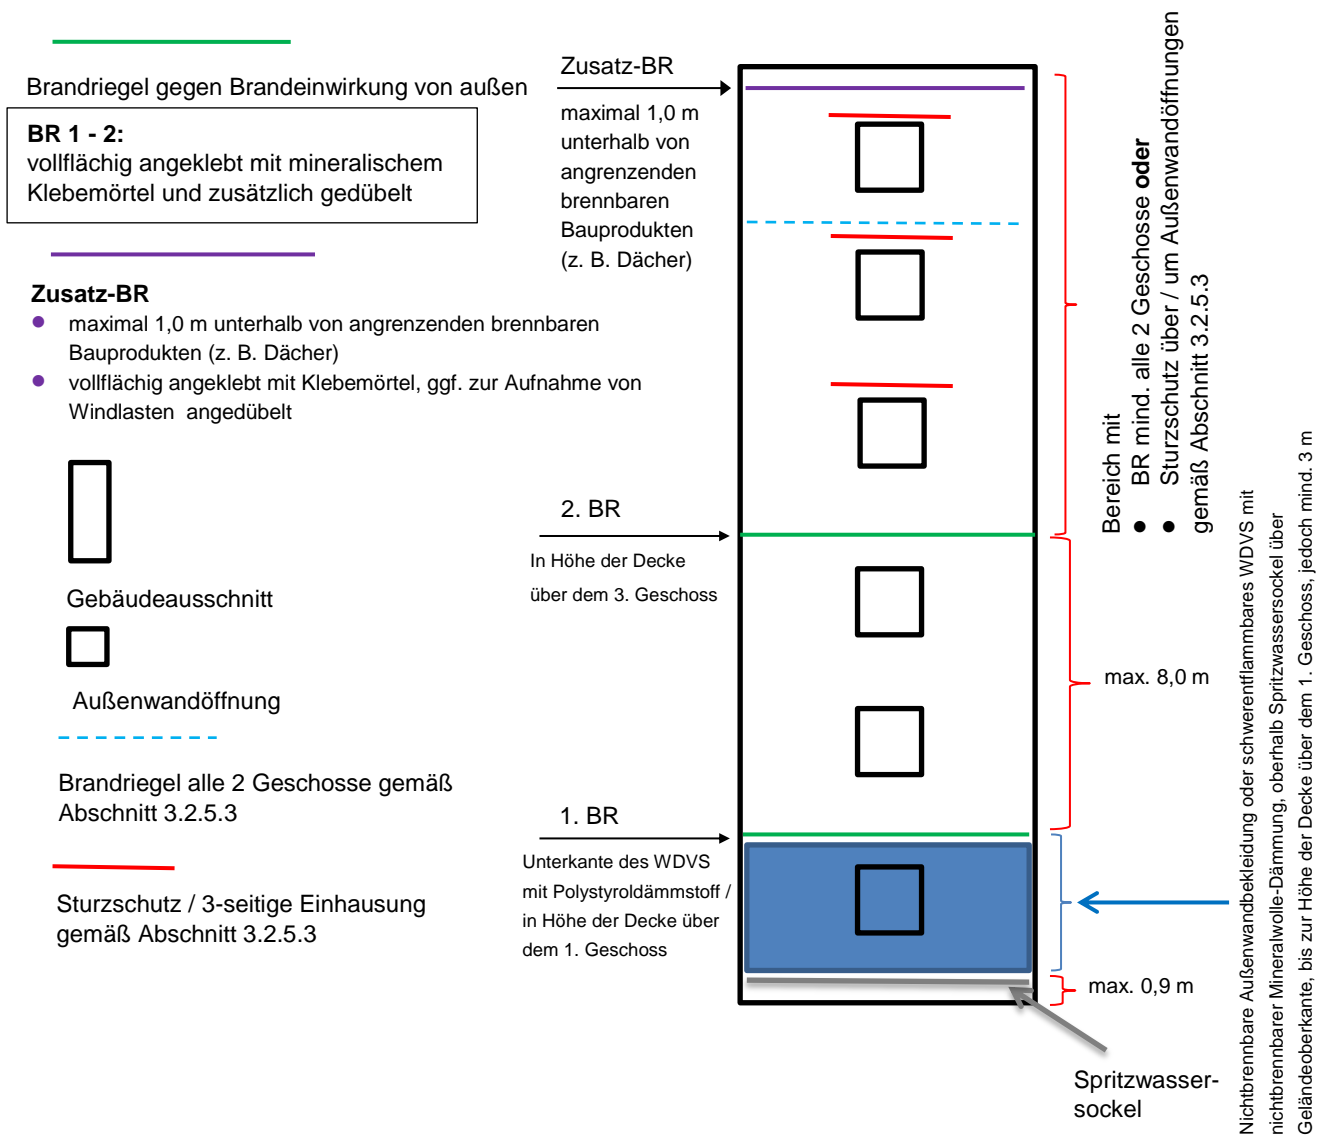 Brandriegel gegen Brandeinwirkung von außen
BR 1 - 2:
vollflächig angeklebt mit mineralischem
Klebemörtel und zusätzlich gedübelt
Zusatz-BR
• maximal 1,0 m unterhalb von angrenzenden brennbaren
Bauprodukten (z. B. Dächer)
• vollflächig angeklebt mit Klebemörtel, ggf. zur Aufnahme von
Windlasten angedübelt
Gebäudeausschnitt
Außenwandöffnung
Brandriegel alle 2 Geschosse gemäß
Abschnitt 3.2.5.3
Sturzschutz / 3-seitige Einhausung
gemäß Abschnitt 3.2.5.3
Zusatz-BR
maximal 1,0 m
unterhalb von
angrenzenden
brennbaren
Bauprodukten
(z. B. Dächer)
2. BR
In Höhe der Decke
über dem 3. Geschoss
1. BR
Unterkante des WDVS
mit Polystyroldämmstoff /
in Höhe der Decke über
dem 1. Geschoss
Bereich mit
• BR mind. alle 2 Geschosse oder
• Sturzschutz über / um Außenwandöffnungen
gemäß Abschnitt 3.2.5.3
max. 8,0 m
max. 0,9 m
Spritzwasser-
sockel
Nichtbrennbare Außenwandbekleidung oder schwerentflammbares WDVS mit
nichtbrennbarer Mineralwolle-Dämmung, oberhalb Spritzwassersockel über
Geländeoberkante, bis zur Höhe der Decke über dem 1. Geschoss, jedoch mind. 3 m